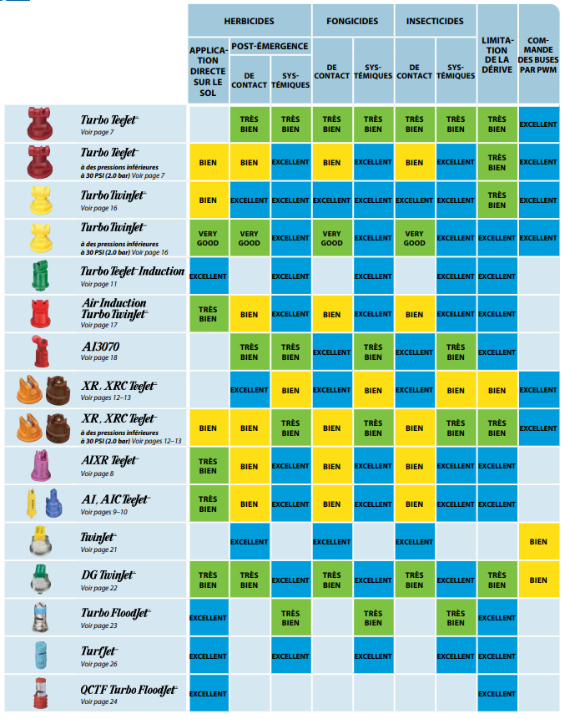 HERBICIDES FONGICIDES INSECTICIDES LIMITA-TION DE LA DÉRIVE COM-MANDE DES BUSES PAR PWM
APPLICA-TION DIRECTE SUR LE SOL POST-ÉMERGENCE
DE CONTACT SYS-TÉMIQUES DE CONTACT SYS-TÉMIQUES DE CONTACT SYS-TÉMIQUES
Turbo TeeJet®
Voir page 7
TRÈS BIEN TRÈS BIEN TRÈS BIEN TRÈS BIEN TRÈS BIEN TRÈS BIEN TRÈS BIEN EXCELLENT
Turbo TeeJet®
à des pressions inférieures
à 30 PSI (2.0 bar) Voir page 7
BIEN BIEN EXCELLENT BIEN EXCELLENT BIEN EXCELLENT TRÈS BIEN EXCELLENT
Turbo TwinJet®
Voir page 16
BIEN EXCELLENT EXCELLENT EXCELLENT EXCELLENT EXCELLENT EXCELLENT TRÈS BIEN EXCELLENT
Turbo TwinJet®
à des pressions inférieures
à 30 PSI (2.0 bar) Voir page 16
VERY GOOD VERY GOOD EXCELLENT VERY GOOD EXCELLENT VERY GOOD EXCELLENT EXCELLENT EXCELLENT
Turbo TeeJet® Induction
Voir page 11
EXCELLENT EXCELLENT EXCELLENT EXCELLENT EXCELLENT
Air Induction
Turbo TwinJet®
Voir page 17
TRÈS BIEN BIEN EXCELLENT BIEN EXCELLENT BIEN EXCELLENT EXCELLENT
AI3070
Voir page 18
TRÈS BIEN TRÈS BIEN EXCELLENT TRÈS BIEN EXCELLENT TRÈS BIEN EXCELLENT
XR, XRC TeeJet®
Voir pages 12–13
EXCELLENT BIEN EXCELLENT BIEN EXCELLENT BIEN BIEN EXCELLENT
XR, XRC TeeJet®
à des pressions inférieures
à 30 PSI (2.0 bar) Voir pages 12–13
BIEN BIEN TRÈS BIEN BIEN TRÈS BIEN BIEN TRÈS BIEN TRÈS BIEN EXCELLENT
AIXR TeeJet®
Voir page 8
TRÈS BIEN BIEN EXCELLENT BIEN EXCELLENT BIEN EXCELLENT EXCELLENT
AI, AIC TeeJet®
Voir pages 9–10
TRÈS BIEN BIEN EXCELLENT BIEN EXCELLENT BIEN EXCELLENT EXCELLENT
TwinJet®
Voir page 21
EXCELLENT EXCELLENT EXCELLENT BIEN
DG TwinJet®
Voir page 22
TRÈS BIEN TRÈS BIEN EXCELLENT TRÈS BIEN EXCELLENT TRÈS BIEN EXCELLENT TRÈS BIEN BIEN
Turbo FloodJet®
Voir page 23
EXCELLENT TRÈS BIEN TRÈS BIEN TRÈS BIEN EXCELLENT
TurfJet®
Voir page 26
EXCELLENT EXCELLENT EXCELLENT EXCELLENT EXCELLENT
QCTF Turbo FloodJet®
Voir page 24
EXCELLENT EXCELLENT